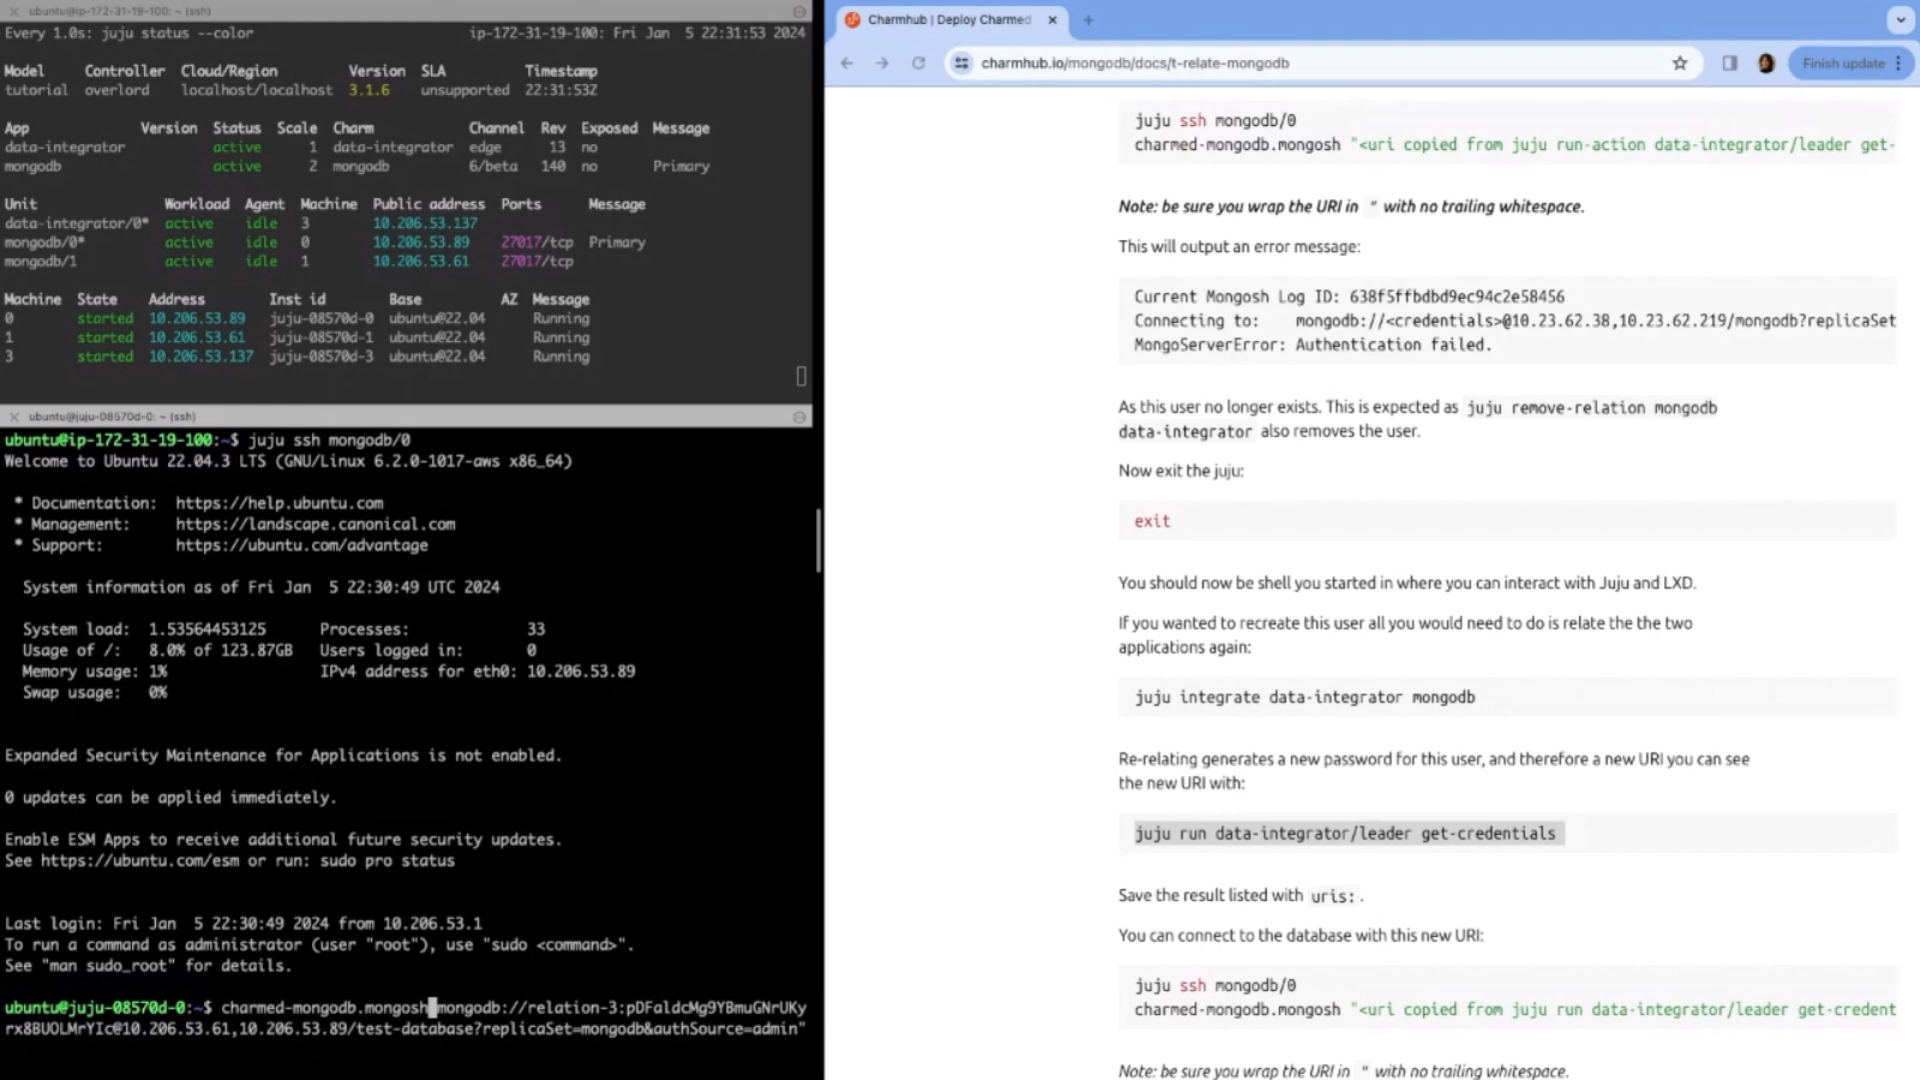 ubuntu@ip-172-31-19-100: ~ (ssh)
Every 1.0s: juju status --color ip-172-31-19-100: Fri Jan 5 22:31:53 2024
Model Controller Cloud/Region Version SLA Timestamp
tutorial overlord localhost/localhost 3.1.6 unsupported 22:31:53Z
App Version Status Scale Charm Channel Rev Exposed Message
data-integrator active 1 data-integrator edge 13 no
mongodb active 2 mongodb 6/beta 140 no Primary
Unit Workload Agent Machine Public address Ports Message
data-integrator/0* active idle 3 10.206.53.137
mongodb/0* active idle 0 10.206.53.89 27017/tcp Primary
mongodb/1 active idle 1 10.206.53.61 27017/tcp
Machine State Address Inst id Base AZ Message
0 started 10.206.53.89 juju-08570d-0 ubuntu@22.04 Running
1 started 10.206.53.61 juju-08570d-1 ubuntu@22.04 Running
3 started 10.206.53.137 juju-08570d-3 ubuntu@22.04 Running
ubuntu@juju-08570d-0: ~ (ssh)
ubuntu@ip-172-31-19-100:~$ juju ssh mongodb/0
Welcome to Ubuntu 22.04.3 LTS (GNU/Linux 6.2.0-1017-aws x86_64)
* Documentation: https://help.ubuntu.com
* Management: https://landscape.canonical.com
* Support: https://ubuntu.com/advantage
System information as of Fri Jan 5 22:30:49 UTC 2024
System load: 1.53564453125 Processes: 33
Usage of /: 8.0% of 123.87GB Users logged in: 0
Memory usage: 1% IPv4 address for eth0: 10.206.53.89
Swap usage: 0%
Expanded Security Maintenance for Applications is not enabled.
0 updates can be applied immediately.
Enable ESM Apps to receive additional future security updates.
See https://ubuntu.com/esm or run: sudo pro status
Last login: Fri Jan 5 22:30:49 2024 from 10.206.53.1
To run a command as administrator (user "root"), use "sudo <command>".
See "man sudo_root" for details.
ubuntu@juju-08570d-0:~$ charmed-mongodb.mongosh mongodb://relation-3:pDFaldcMg9YBmuGNrUKy
rx8BUOLMrYIc@10.206.53.61,10.206.53.89/test-database?replicaSet=mongodb&authSource=admin"
Charmhub | Deploy Charmed
charmhub.io/mongodb/docs/t-relate-mongodb
Finish update
juju ssh mongodb/0
charmed-mongodb.mongosh "<uri copied from juju run-action data-integrator/leader get-
Note: be sure you wrap the URI in " with no trailing whitespace.
This will output an error message:
Current Mongosh Log ID: 638f5ffbdbd9ec94c2e58456
Connecting to: mongodb://<credentials>@10.23.62.38,10.23.62.219/mongodb?replicaSet
MongoServerError: Authentication failed.
As this user no longer exists. This is expected as juju remove-relation mongodb
data-integrator also removes the user.
Now exit the juju:
exit
You should now be shell you started in where you can interact with Juju and LXD.
If you wanted to recreate this user all you would need to do is relate the the two
applications again:
juju integrate data-integrator mongodb
Re-relating generates a new password for this user, and therefore a new URI you can see
the new URI with:
juju run data-integrator/leader get-credentials
Save the result listed with uris: .
You can connect to the database with this new URI:
juju ssh mongodb/0
charmed-mongodb.mongosh "<uri copied from juju run data-integrator/leader get-credent
Note: be sure you wrap the URI in " with no trailing whitespace.